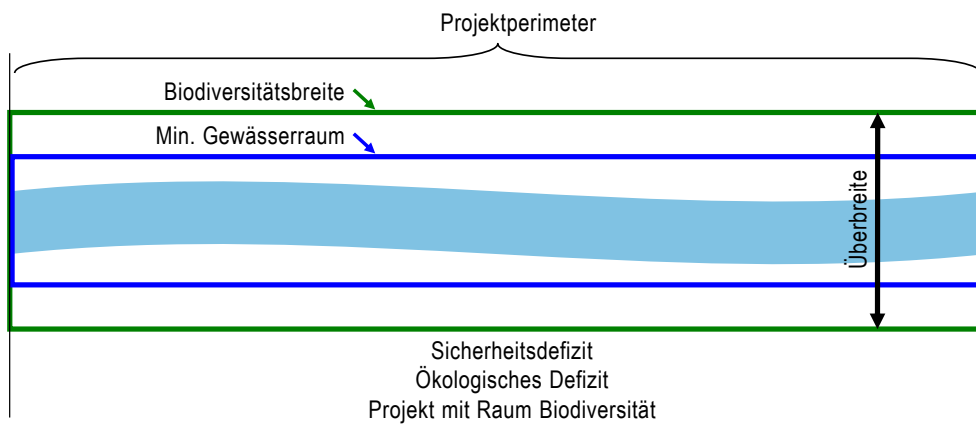 Projektperimeter
Biodiversitätsbreite
Min. Gewässerraum
Überbreite
Sicherheitsdefizit
Ökologisches Defizit
Projekt mit Raum Biodiversität